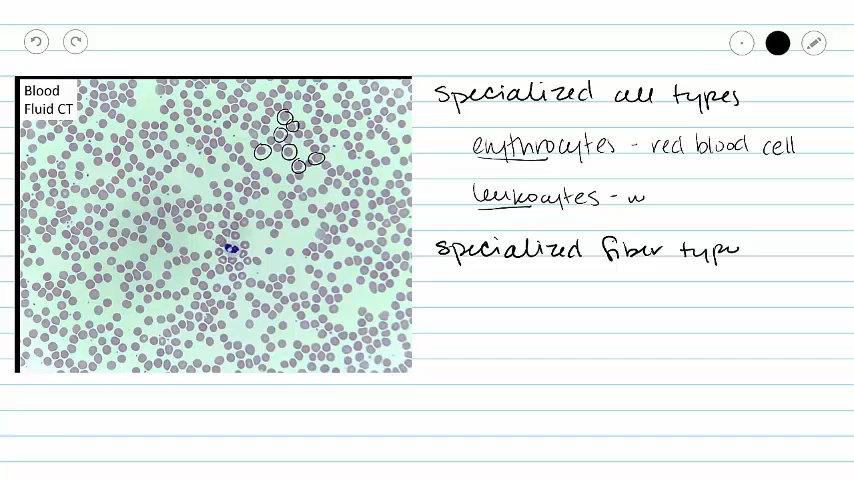 Blood
Fluid CT
specialized cell types
erythrocytes - red blood cell
leukocytes - w
specialized fiber type